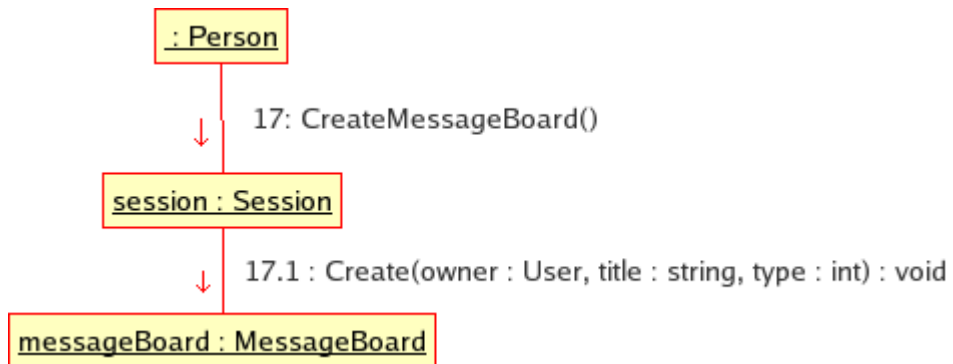 : Person
17: CreateMessageBoard()
session : Session
17.1 : Create(owner : User, title : string, type : int) : void
messageBoard : MessageBoard